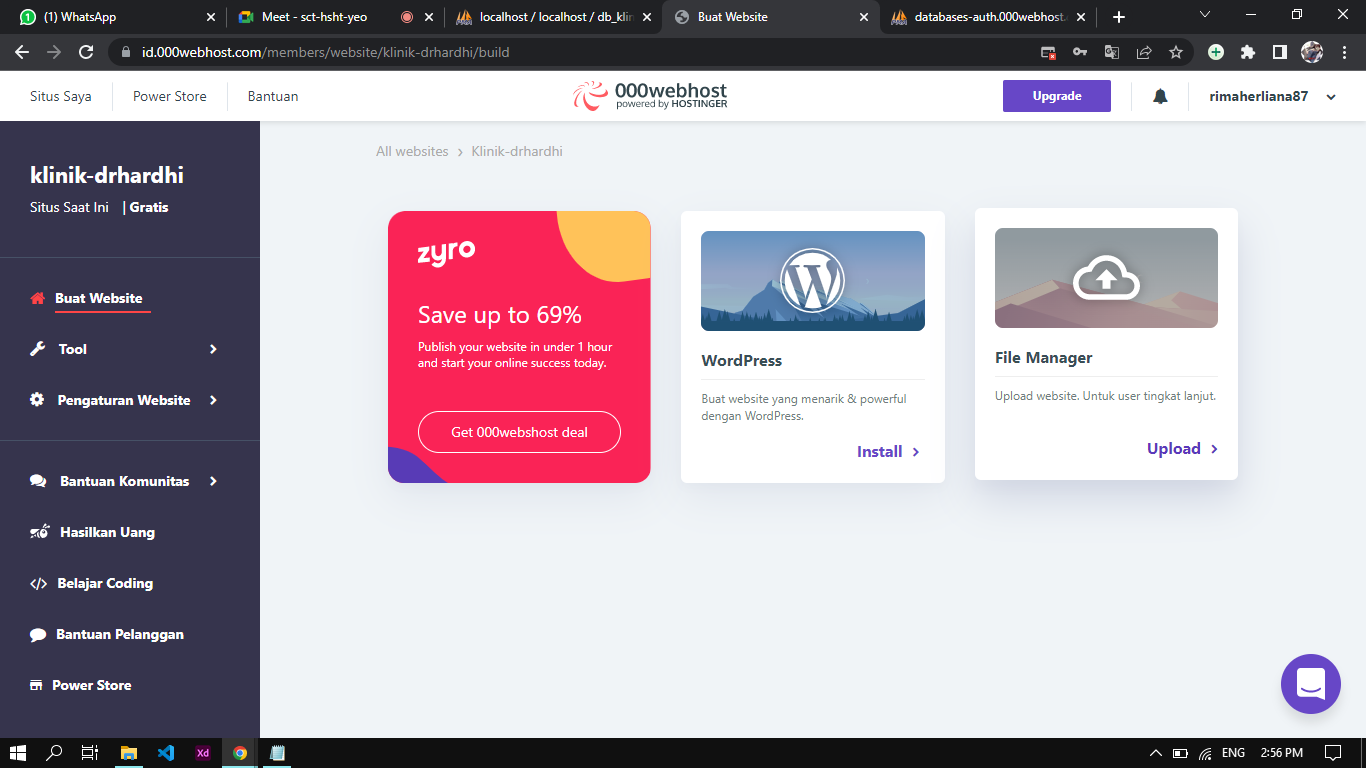 (1) WhatsApp
Meet - sct-hsht-yeo
localhost / localhost / db_klin
Buat Website
databases-auth.000webhost.
id.000webhost.com/members/website/klinik-drhardhi/build
Situs Saya
Power Store
Bantuan
000webhost
powered by HOSTINGER
Upgrade
rimaherliana87
klinik-drhardhi
Situs Saat Ini | Gratis
Buat Website
Tool
Pengaturan Website
Bantuan Komunitas
Hasilkan Uang
Belajar Coding
Bantuan Pelanggan
Power Store
All websites > Klinik-drhardhi
zyro
Save up to 69%
Publish your website in under 1 hour
and start your online success today.
Get 000webshost deal
WordPress
Buat website yang menarik & powerful
dengan WordPress.
Install
File Manager
Upload website. Untuk user tingkat lanjut.
Upload
Xd
ENG
2:56 PM